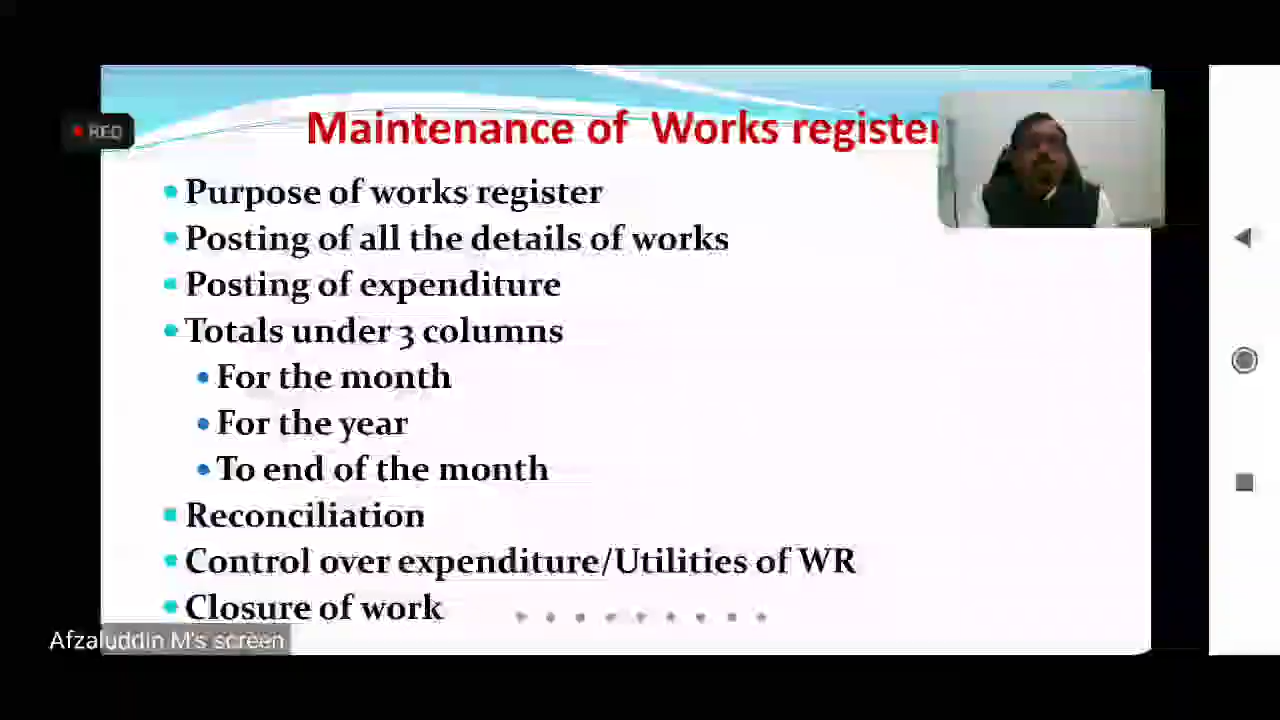 REC
Maintenance of Works register
• Purpose of works register
• Posting of all the details of works
• Posting of expenditure
• Totals under 3 columns
• For the month
• For the year
• To end of the month
• Reconciliation
• Control over expenditure/Utilities of WR
• Closure of work
Afzaluddin M's screen